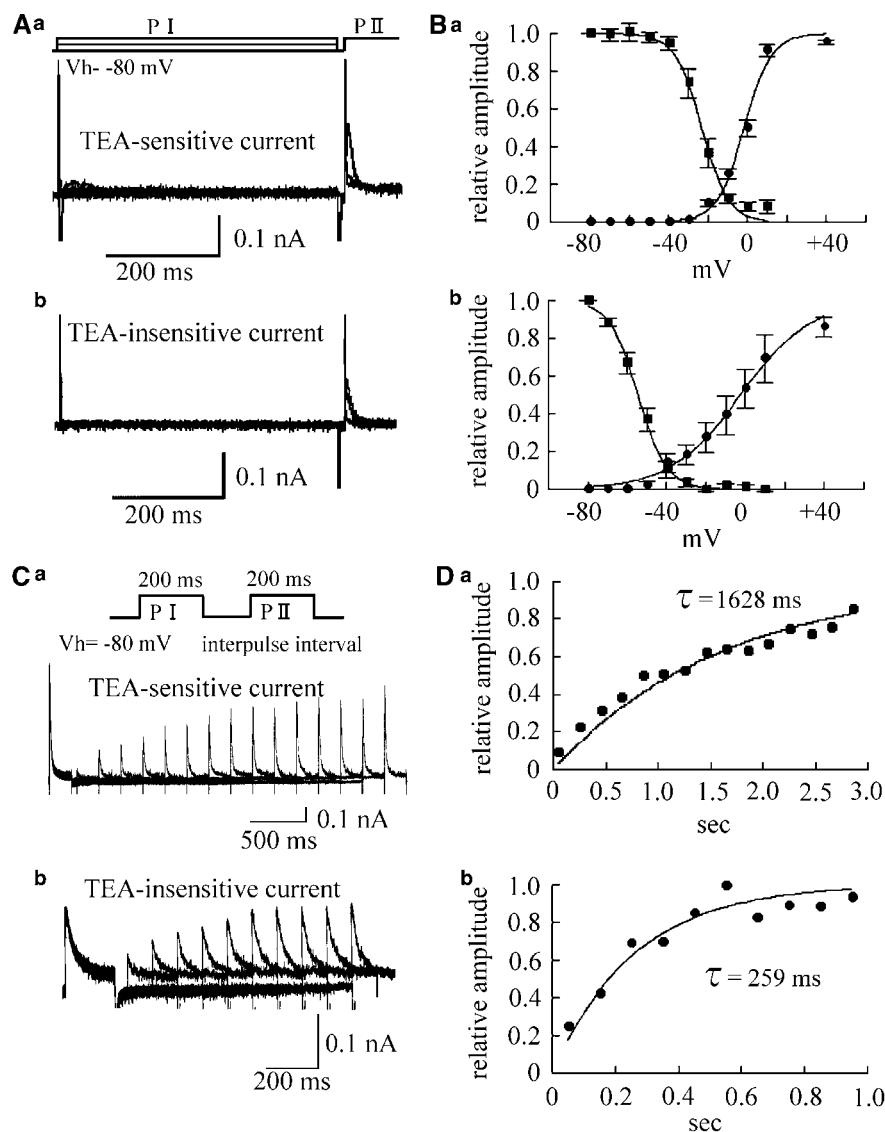 A a
P I P II
Vh- -80 mV
TEA-sensitive current
0.1 nA
200 ms
b
TEA-insensitive current
0.1 nA
200 ms
B a
relative amplitude
1.0
0.8
0.6
0.4
0.2
0
-80 -40 0 +40
mV
b
relative amplitude
1.0
0.8
0.6
0.4
0.2
0
-80 -40 0 +40
mV
C a
200 ms 200 ms
P I P II
Vh= -80 mV interpulse interval
TEA-sensitive current
0.1 nA
500 ms
b
TEA-insensitive current
0.1 nA
200 ms
D a
relative amplitude
1.0
0.8
0.6
0.4
0.2
0
τ = 1628 ms
0 0.5 1.0 1.5 2.0 2.5 3.0
sec
b
relative amplitude
1.0
0.8
0.6
0.4
0.2
0
τ = 259 ms
0 0.2 0.4 0.6 0.8 1.0
sec